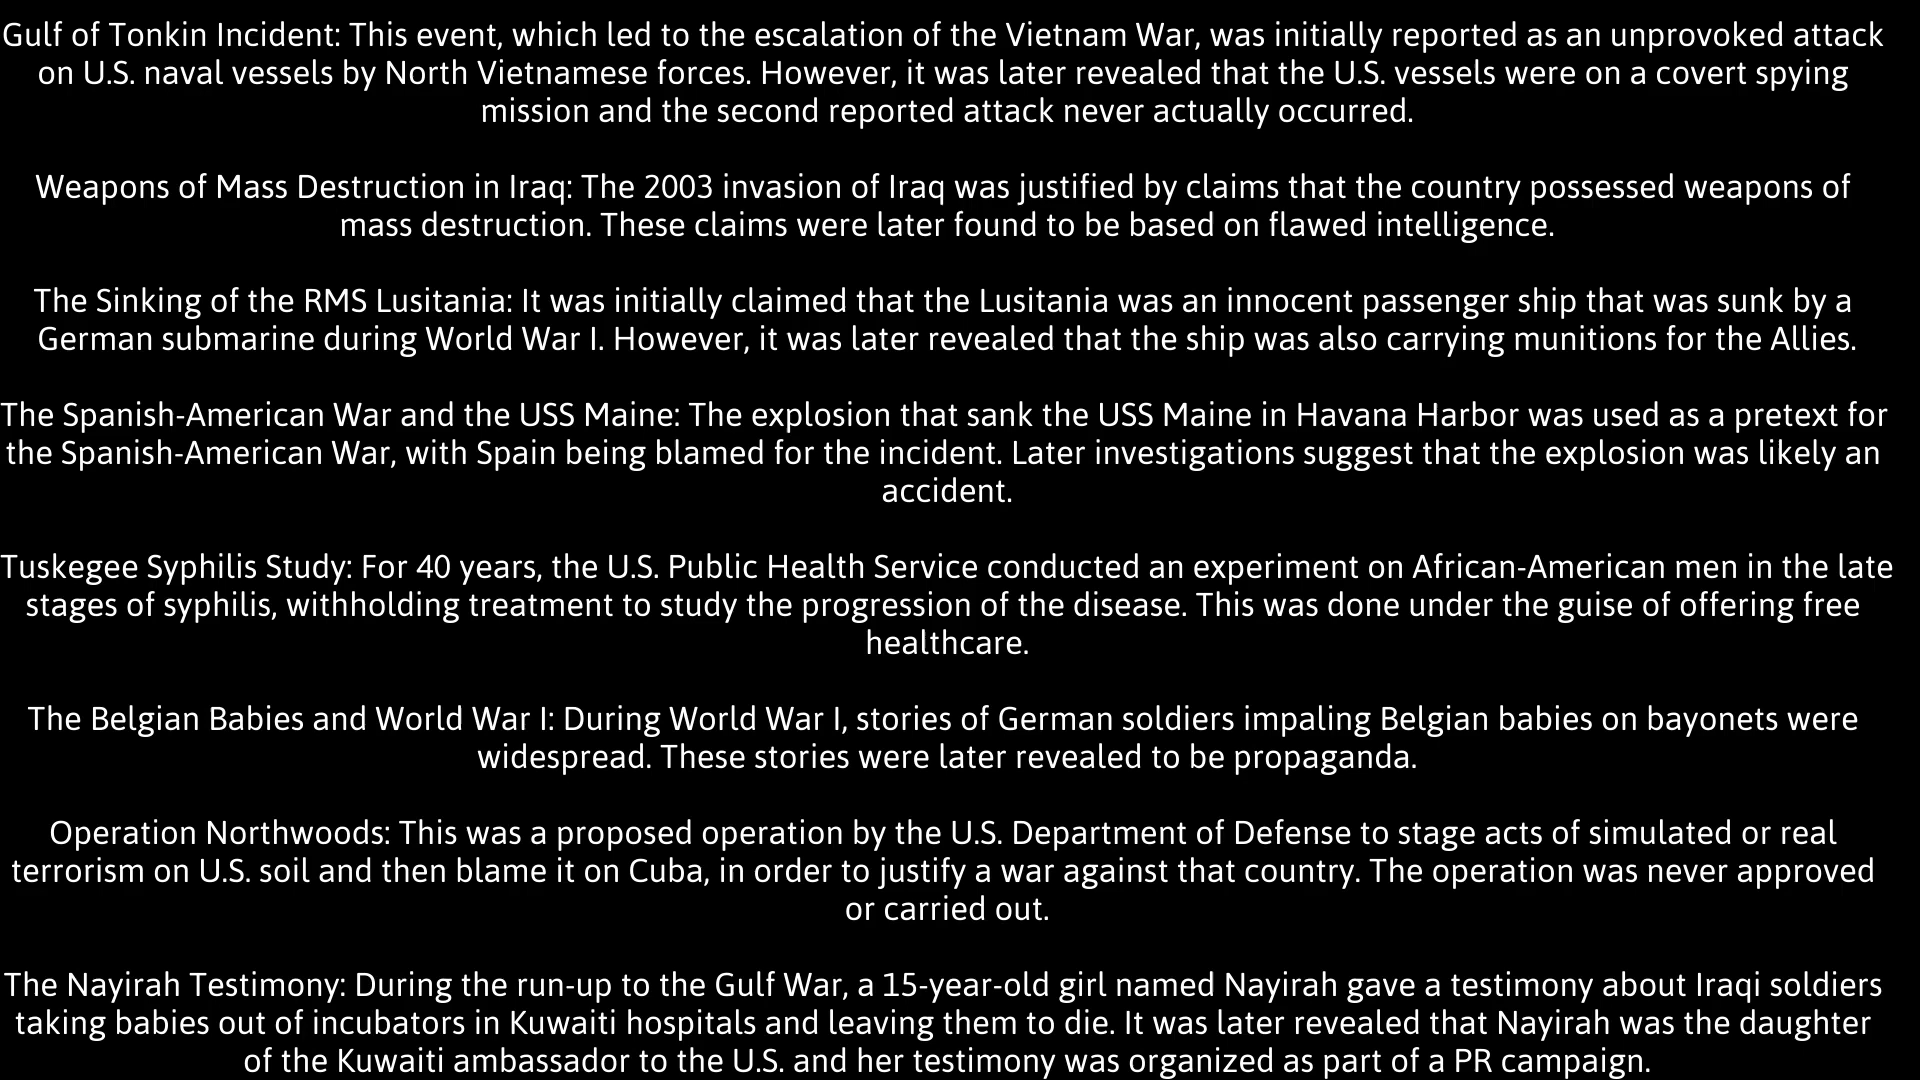 Gulf of Tonkin Incident: This event, which led to the escalation of the Vietnam War, was initially reported as an unprovoked attack
on U.S. naval vessels by North Vietnamese forces. However, it was later revealed that the U.S. vessels were on a covert spying
mission and the second reported attack never actually occurred.
Weapons of Mass Destruction in Iraq: The 2003 invasion of Iraq was justified by claims that the country possessed weapons of
mass destruction. These claims were later found to be based on flawed intelligence.
The Sinking of the RMS Lusitania: It was initially claimed that the Lusitania was an innocent passenger ship that was sunk by a
German submarine during World War I. However, it was later revealed that the ship was also carrying munitions for the Allies.
The Spanish-American War and the USS Maine: The explosion that sank the USS Maine in Havana Harbor was used as a pretext for
the Spanish-American War, with Spain being blamed for the incident. Later investigations suggest that the explosion was likely an
accident.
Tuskegee Syphilis Study: For 40 years, the U.S. Public Health Service conducted an experiment on African-American men in the late
stages of syphilis, withholding treatment to study the progression of the disease. This was done under the guise of offering free
healthcare.
The Belgian Babies and World War I: During World War I, stories of German soldiers impaling Belgian babies on bayonets were
widespread. These stories were later revealed to be propaganda.
Operation Northwoods: This was a proposed operation by the U.S. Department of Defense to stage acts of simulated or real
terrorism on U.S. soil and then blame it on Cuba, in order to justify a war against that country. The operation was never approved
or carried out.
The Nayirah Testimony: During the run-up to the Gulf War, a 15-year-old girl named Nayirah gave a testimony about Iraqi soldiers
taking babies out of incubators in Kuwaiti hospitals and leaving them to die. It was later revealed that Nayirah was the daughter
of the Kuwaiti ambassador to the U.S. and her testimony was organized as part of a PR campaign.